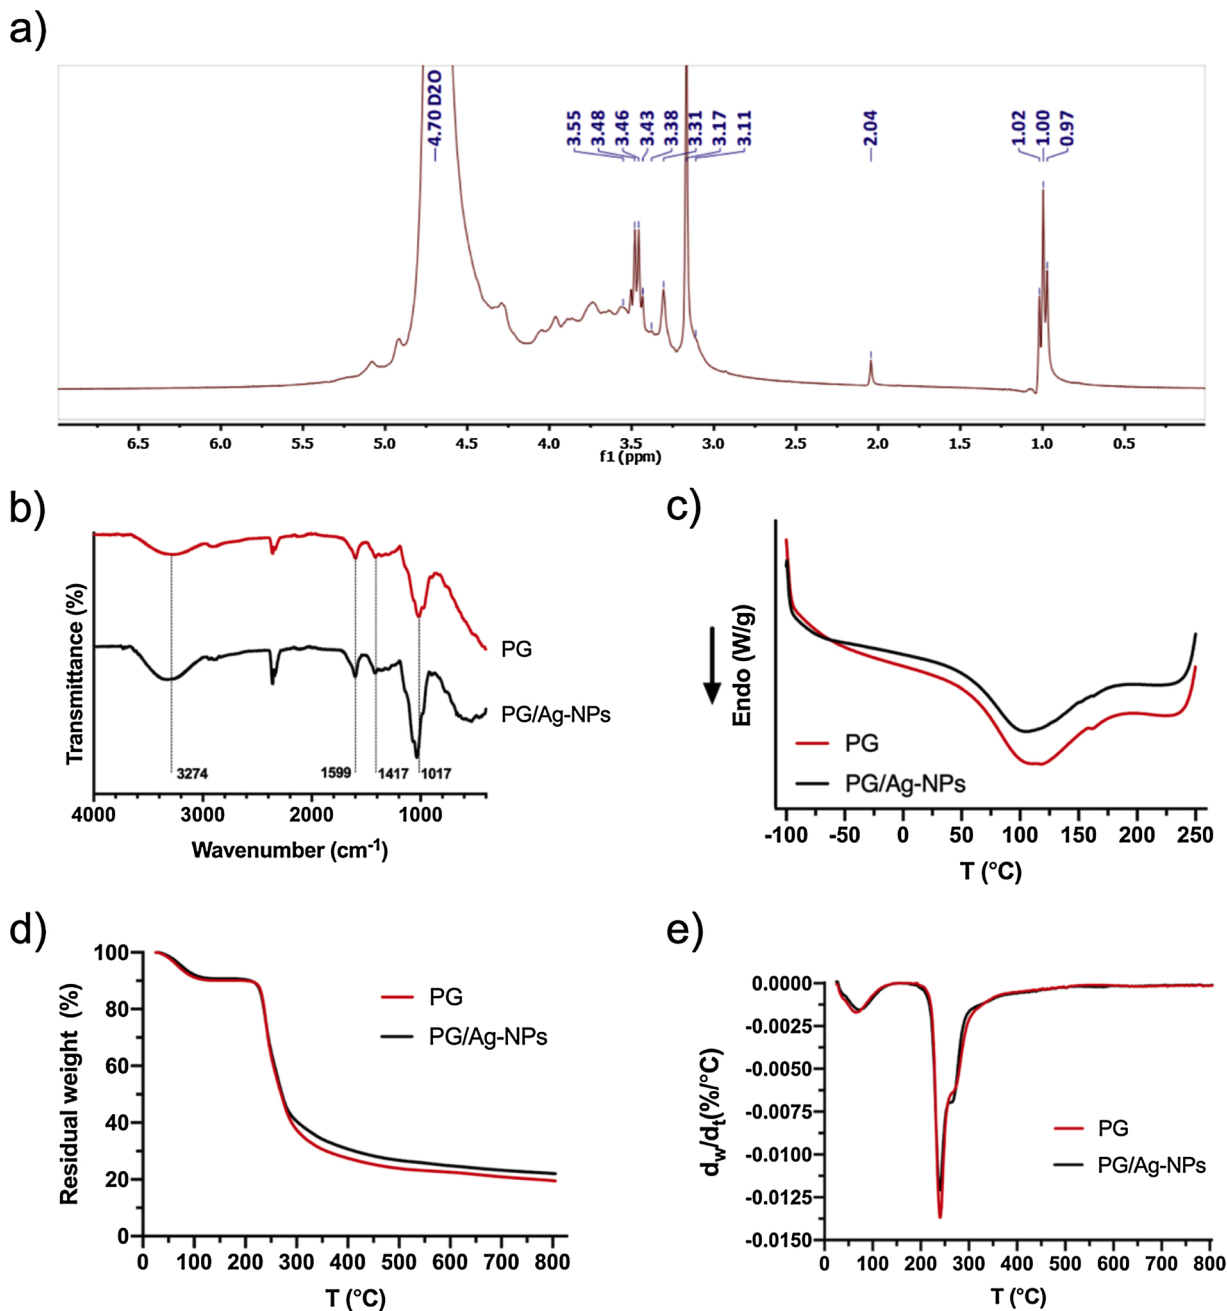 a)
4.70 D2O
3.55
3.48
3.46
3.43
3.38
3.31
3.17
3.11
2.04
1.02
1.00
0.97
6.5 6.0 5.5 5.0 4.5 4.0 3.5 3.0 2.5 2.0 1.5 1.0 0.5
f1 (ppm)
b)
Transmittance (%)
PG
PG/Ag-NPs
3274 1599 1417 1017
4000 3000 2000 1000
Wavenumber (cm-1)
c)
Endo (W/g)
PG
PG/Ag-NPs
-100 -50 0 50 100 150 200 250
T (°C)
d)
Residual weight (%)
100
80
60
40
20
0
PG
PG/Ag-NPs
0 100 200 300 400 500 600 700 800
T (°C)
e)
dw/dt(%/°C)
0.0000
-0.0025
-0.0050
-0.0075
-0.0100
-0.0125
-0.0150
PG
PG/Ag-NPs
0 100 200 300 400 500 600 700 800
T (°C)